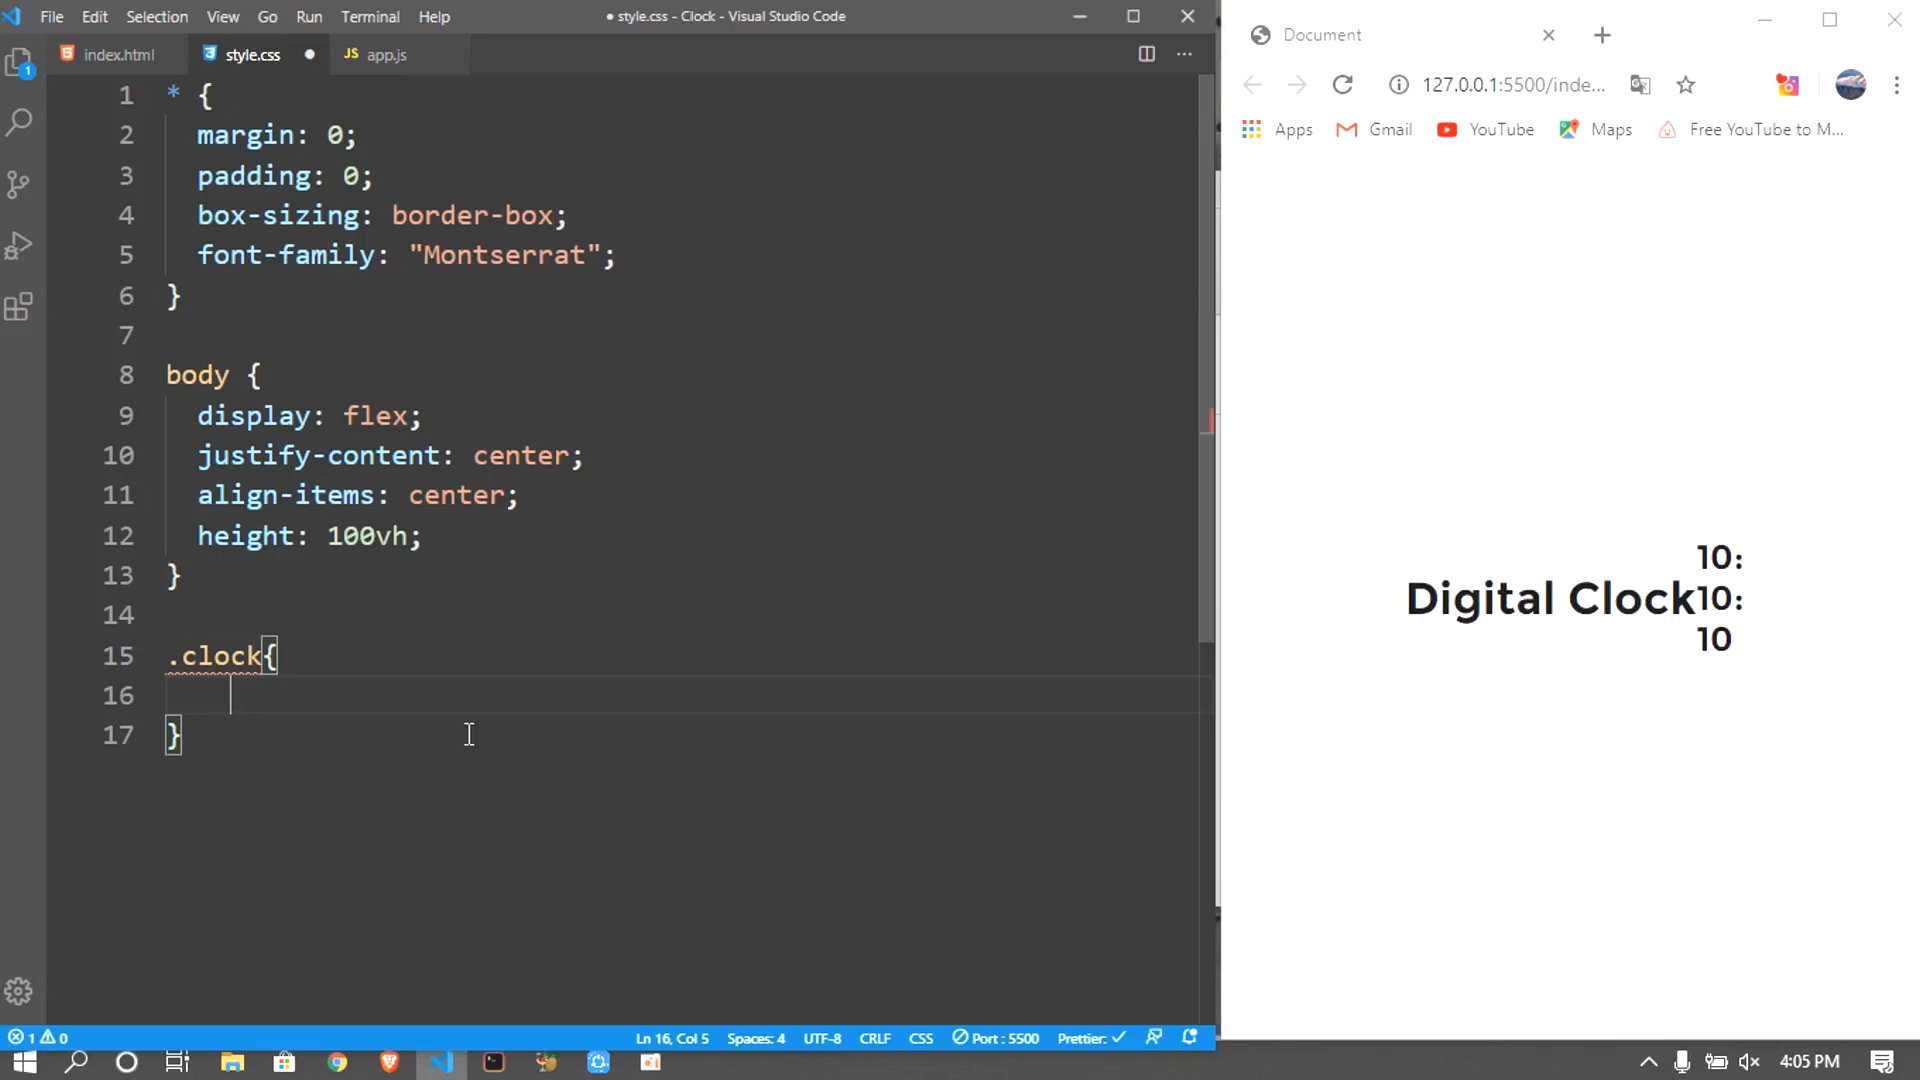 File Edit Selection View Go Run Terminal Help
● style.css - Clock - Visual Studio Code
index.html
style.css ●
JS app.js
1 * {
2 margin: 0;
3 padding: 0;
4 box-sizing: border-box;
5 font-family: "Montserrat";
6 }
7
8 body {
9 display: flex;
10 justify-content: center;
11 align-items: center;
12 height: 100vh;
13 }
14
15 .clock{
16
17 }
1
1 0
Ln 16, Col 5 Spaces: 4 UTF-8 CRLF CSS Port : 5500 Prettier: ✓
Document
127.0.0.1:5500/inde...
Apps Gmail YouTube Maps Free YouTube to M...
10:
Digital Clock10:
10
4:05 PM